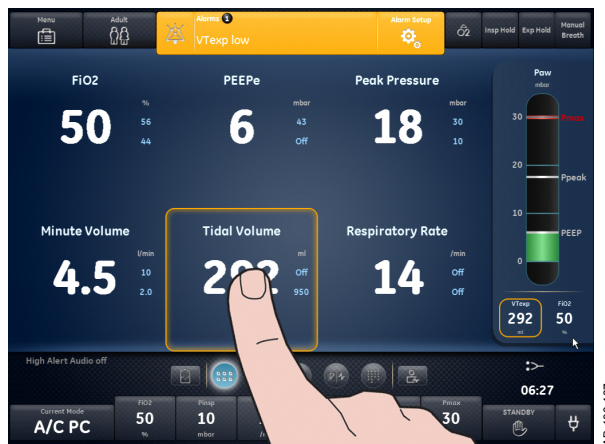 Menu
Adult
Alarms 1
Alarm Setup
VTexp low
O2
Insp Hold
Exp Hold
Manual
Breath
FiO2
%
50
56
44
PEEPe
mbar
6
43
Off
Peak Pressure
mbar
18
30
10
Paw
mbar
30
Pmax
20
Ppeak
10
PEEP
0
Minute Volume
l/min
4.5
10
2.0
Tidal Volume
ml
292
Off
950
Respiratory Rate
/min
14
Off
Off
VTexp
292
ml
FiO2
50
%
High Alert Audio off
06:27
Current Mode
A/C PC
FiO2
50
%
Pinsp
10
mbar
Pmax
30
STANDBY